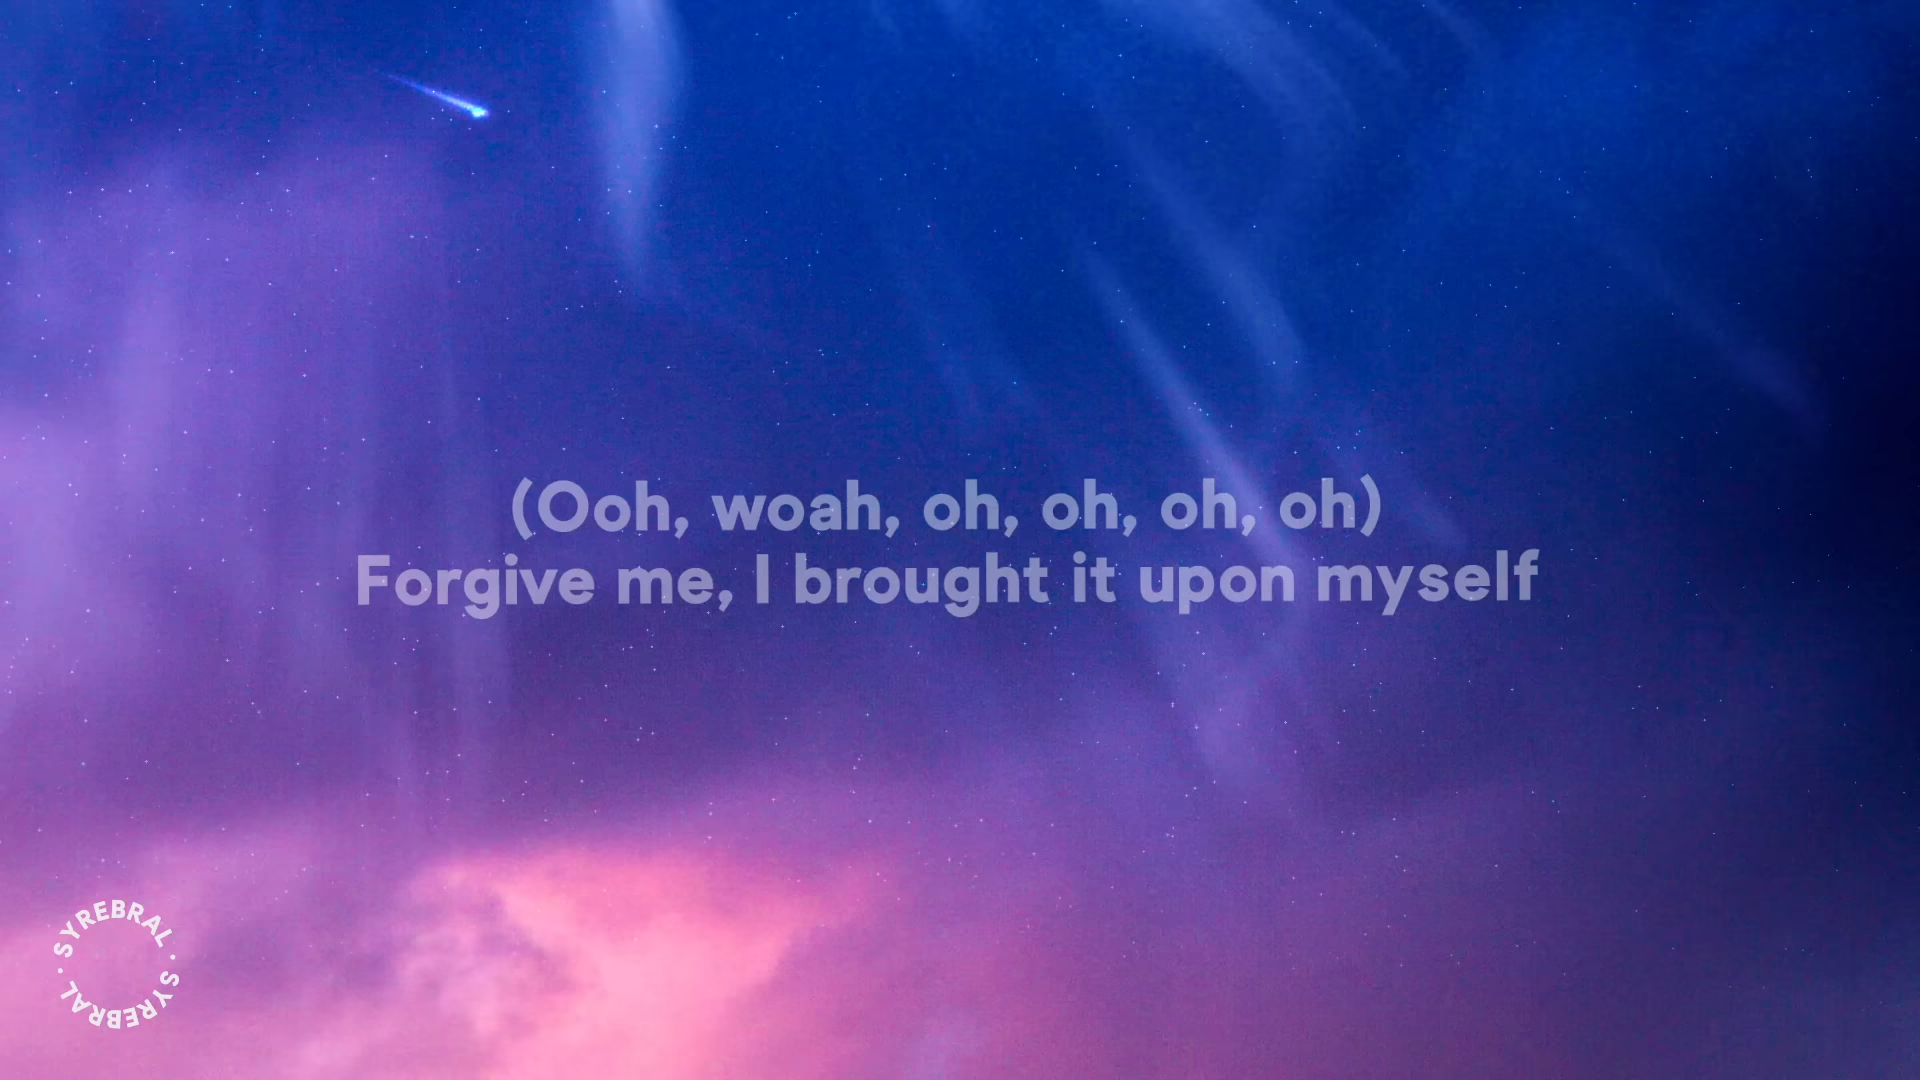 (Ooh, woah, oh, oh, oh, oh)
Forgive me, I brought it upon myself
SYREBRAL · SYREBRAL ·